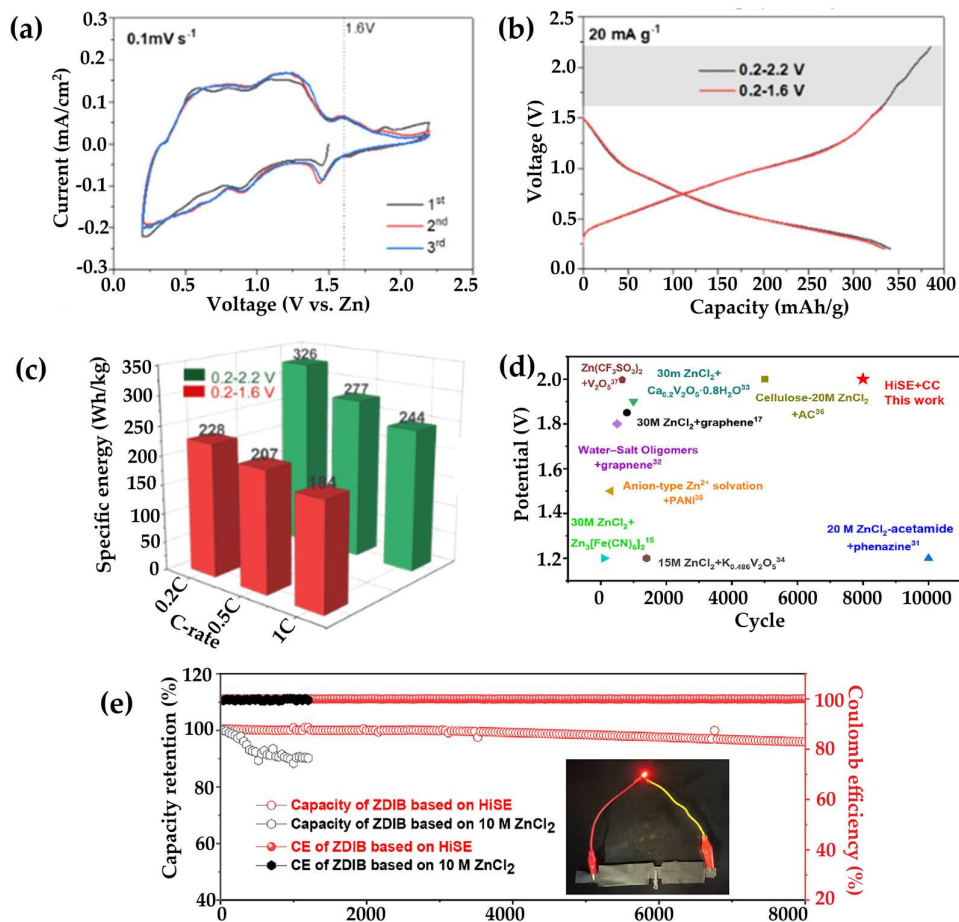 (a)
0.1mV s⁻¹
1.6V
0.3
0.2
0.1
0.0
-0.1
-0.2
-0.3
Current (mA/cm²)
1ˢᵗ
2ⁿᵈ
3ʳᵈ
0.0 0.5 1.0 1.5 2.0 2.5
Voltage (V vs. Zn)
(b)
20 mA g⁻¹
0.2-2.2 V
0.2-1.6 V
2.5
2.0
1.5
1.0
0.5
0.0
Voltage (V)
0 50 100 150 200 250 300 350 400
Capacity (mAh/g)
(c)
0.2-2.2 V
0.2-1.6 V
350
300
250
200
150
100
50
0
Specific energy (Wh/kg)
326
277
244
228
207
184
0.2C
0.5C
1C
C-rate
(d)
2.0
1.8
1.6
1.4
1.2
Potential (V)
Zn(CF₃SO₃)₂
+V₂O₅³⁷
30m ZnCl₂+
Ca₀.₂V₂O₅·0.8H₂O³³
Cellulose-20M ZnCl₂
+AC³⁶
HiSE+CC
This work
30M ZnCl₂+graphene¹⁷
Water–Salt Oligomers
+grapnene³²
Anion-type Zn²⁺ solvation
+PANI³⁵
30M ZnCl₂+
Zn₃[Fe(CN)₆]₂¹⁵
15M ZnCl₂+K₀.₄₈₆V₂O₅³⁴
20 M ZnCl₂-acetamide
+phenazine³¹
0 2000 4000 6000 8000 10000
Cycle
(e)
120
100
80
60
40
Capacity retention (%)
Capacity of ZDIB based on HiSE
Capacity of ZDIB based on 10 M ZnCl₂
CE of ZDIB based on HiSE
CE of ZDIB based on 10 M ZnCl₂
100
80
60
40
20
Coulomb efficiency (%)
0 2000 4000 6000 8000